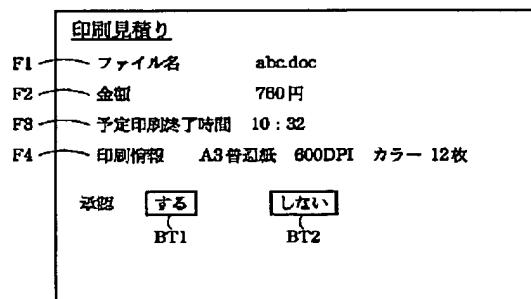 印刷見積り
F1 ファイル名 abc.doc
F2 金額 760円
F3 予定印刷終了時間 10:32
F4 印刷情報 A3普通紙 600DPI カラー 12枚
承認 する しない
BT1 BT2